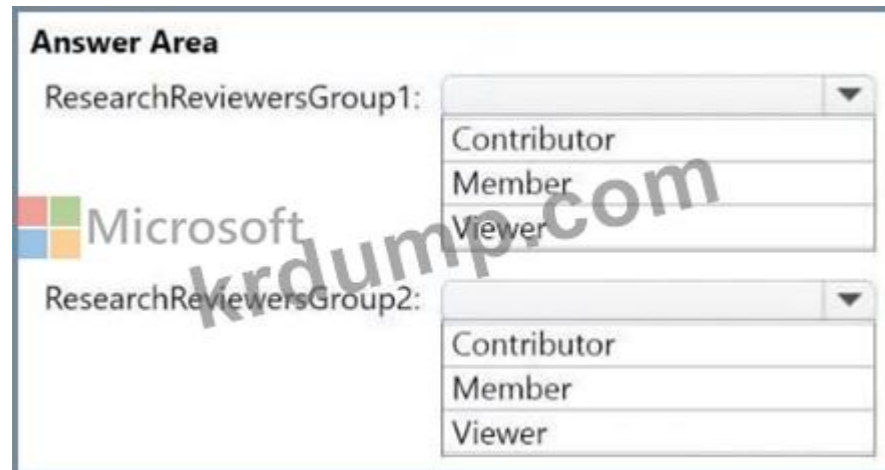 Answer Area
ResearchReviewersGroup1:
Contributor
Member
Viewer
Microsoft
krdump.com
ResearchReviewersGroup2:
Contributor
Member
Viewer